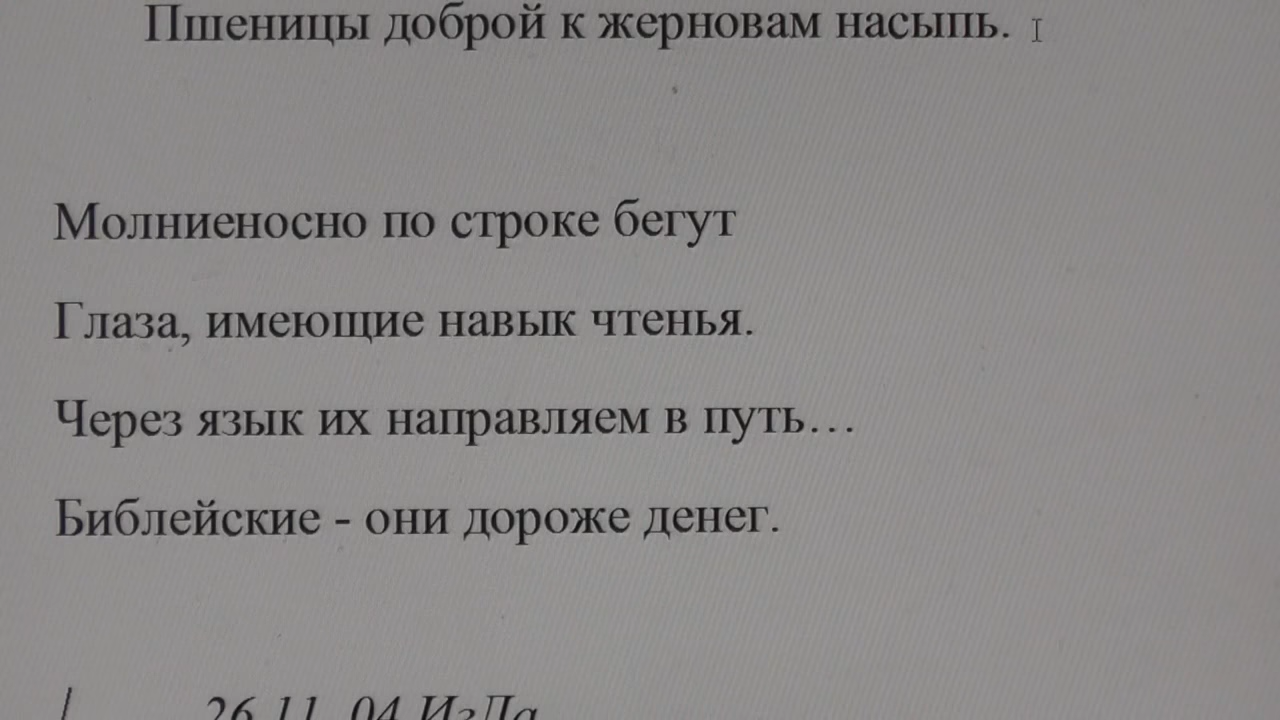 Пшеницы доброй к жерновам насыпь.
Молниеносно по строке бегут
Глаза, имеющие навык чтенья.
Через язык их направляем в путь…
Библейские - они дороже денег.
26 11 04 ИзДа